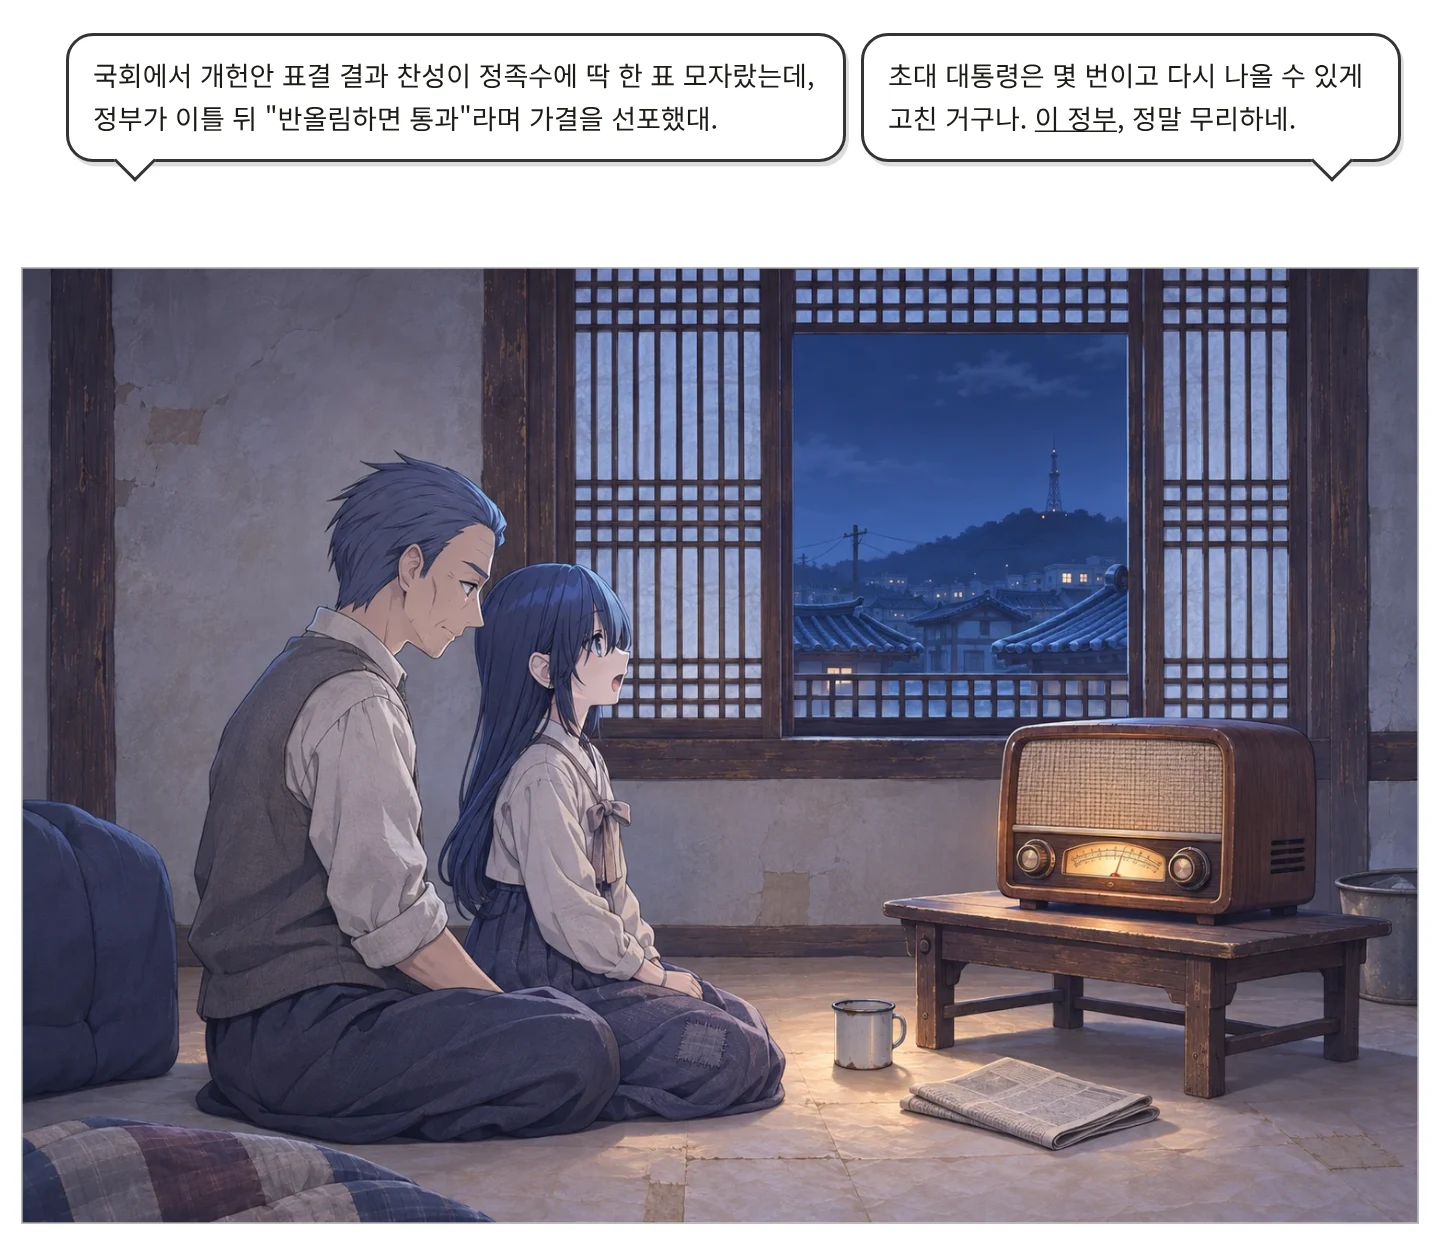 국회에서 개헌안 표결 결과 찬성이 정족수에 딱 한 표 모자랐는데,
정부가 이틀 뒤 "반올림하면 통과"라며 가결을 선포했대.
초대 대통령은 몇 번이고 다시 나올 수 있게
고친 거구나. 이 정부, 정말 무리하네.